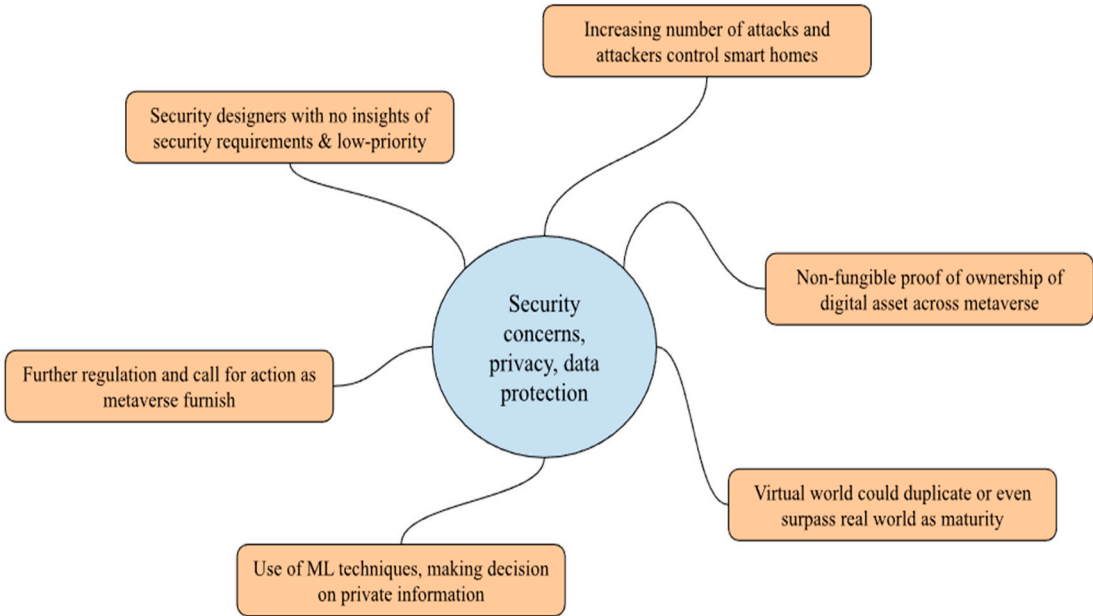 Increasing number of attacks and
attackers control smart homes
Security designers with no insights of
security requirements & low-priority
Non-fungible proof of ownership of
digital asset across metaverse
Security
concerns,
privacy, data
protection
Further regulation and call for action as
metaverse furnish
Virtual world could duplicate or even
surpass real world as maturity
Use of ML techniques, making decision
on private information